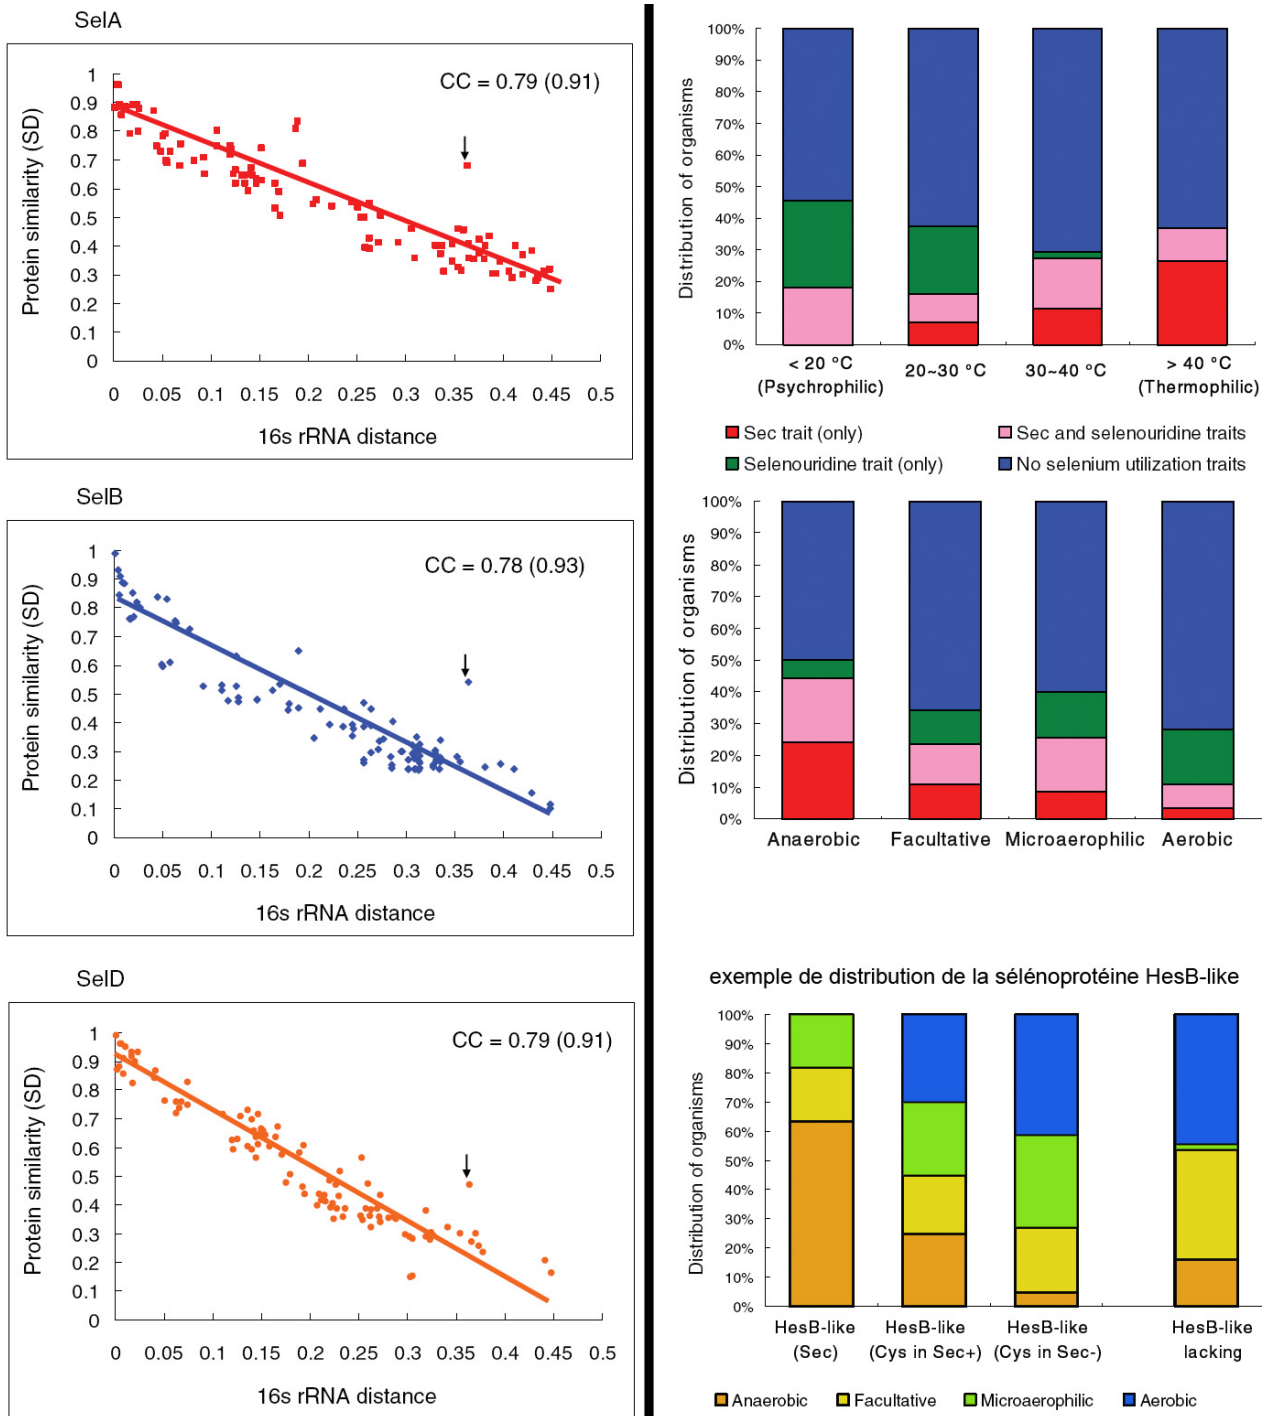 SelA
CC = 0.79 (0.91)
Protein similarity (SD)
1
0.9
0.8
0.7
0.6
0.5
0.4
0.3
0.2
0.1
0
0 0.05 0.1 0.15 0.2 0.25 0.3 0.35 0.4 0.45 0.5
16s rRNA distance
SelB
CC = 0.78 (0.93)
Protein similarity (SD)
1
0.9
0.8
0.7
0.6
0.5
0.4
0.3
0.2
0.1
0
0 0.05 0.1 0.15 0.2 0.25 0.3 0.35 0.4 0.45 0.5
16s rRNA distance
SelD
CC = 0.79 (0.91)
Protein similarity (SD)
1
0.9
0.8
0.7
0.6
0.5
0.4
0.3
0.2
0.1
0
0 0.05 0.1 0.15 0.2 0.25 0.3 0.35 0.4 0.45 0.5
16s rRNA distance
Distribution of organisms
100%
90%
80%
70%
60%
50%
40%
30%
20%
10%
0%
< 20 °C 20~30 °C 30~40 °C > 40 °C
(Psychrophilic) (Thermophilic)
Sec trait (only) Sec and selenouridine traits
Selenouridine trait (only) No selenium utilization traits
Distribution of organisms
100%
90%
80%
70%
60%
50%
40%
30%
20%
10%
0%
Anaerobic Facultative Microaerophilic Aerobic
exemple de distribution de la sélénoprotéine HesB-like
Distribution of organisms
100%
90%
80%
70%
60%
50%
40%
30%
20%
10%
0%
HesB-like HesB-like HesB-like HesB-like
(Sec) (Cys in Sec+) (Cys in Sec-) lacking
Anaerobic Facultative Microaerophilic Aerobic